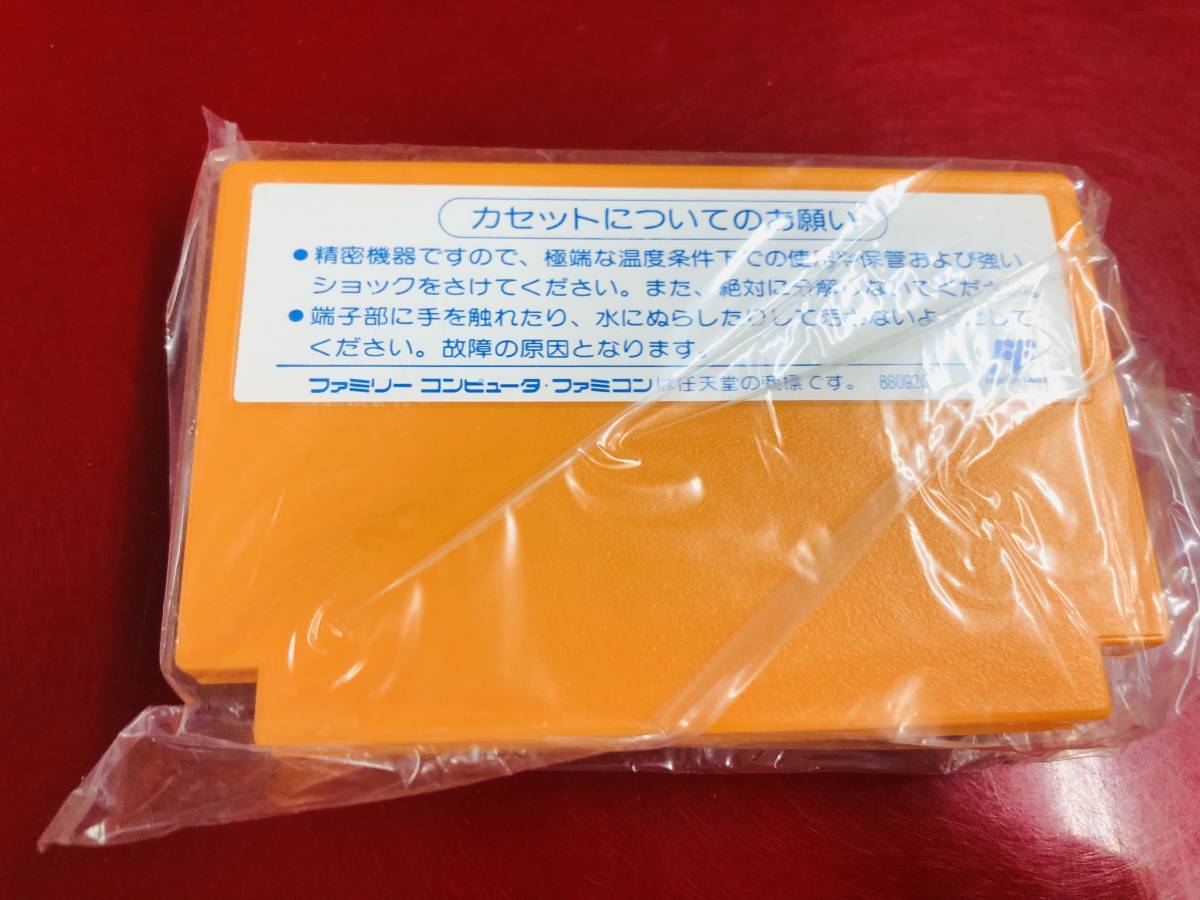 カセットについてのお願い
●精密機器ですので、極端な温度条件下での使用や保管および強い
ショックをさけてください。また、絶対に分解しないでください。
●端子部に手を触れたり、水にぬらしたりして汚さないようにして
ください。故障の原因となります。
ファミリーコンピュータ・ファミコンは任天堂の商標です。 880920